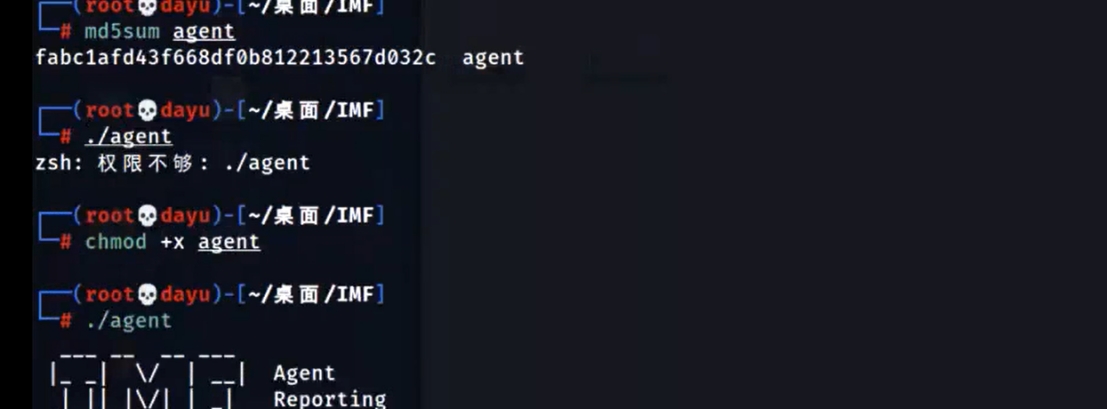 ┌──(root💀dayu)-[~/桌面/IMF]
└─# md5sum agent
fabc1afd43f668df0b812213567d032c  agent
┌──(root💀dayu)-[~/桌面/IMF]
└─# ./agent
zsh: 权限不够: ./agent
┌──(root💀dayu)-[~/桌面/IMF]
└─# chmod +x agent
┌──(root💀dayu)-[~/桌面/IMF]
└─# ./agent
  ___ __  __ ___
 |_ _|  \/  | __|  Agent
  | || |\/| | _|   Reporting